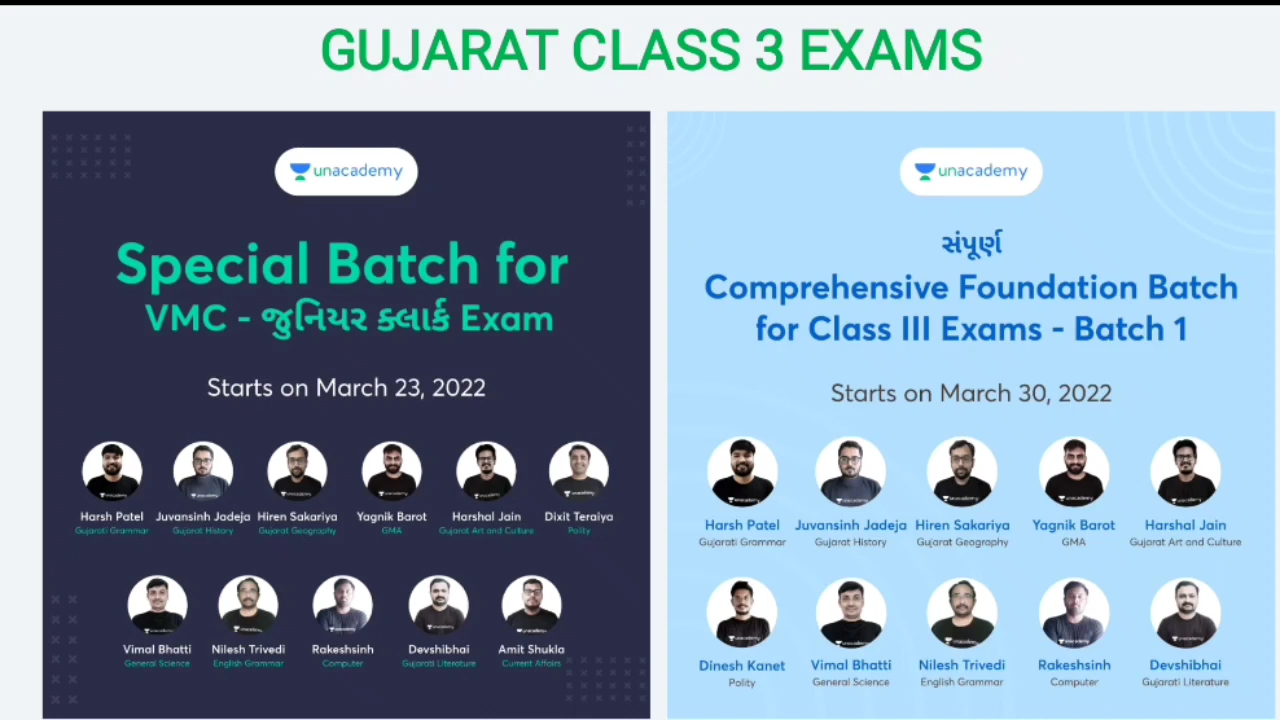 GUJARAT CLASS 3 EXAMS
unacademy
Special Batch for
VMC - જુનિયર ક્લાર્ક Exam
Starts on March 23, 2022
Harsh Patel Juvansinh Jadeja Hiren Sakariya Yagnik Barot Harshal Jain Dixit Teraiya
Gujarati Grammar Gujarat History Gujarat Geography GMA Gujarat Art and Culture Polity
Vimal Bhatti Nilesh Trivedi Rakeshsinh Devshibhai Amit Shukla
General Science English Grammar Computer Gujarati Literature Current Affairs
unacademy
સંપૂર્ણ
Comprehensive Foundation Batch
for Class III Exams - Batch 1
Starts on March 30, 2022
Harsh Patel Juvansinh Jadeja Hiren Sakariya Yagnik Barot Harshal Jain
Gujarati Grammar Gujarat History Gujarat Geography GMA Gujarat Art and Culture
Dinesh Kanet Vimal Bhatti Nilesh Trivedi Rakeshsinh Devshibhai
Polity General Science English Grammar Computer Gujarati Literature